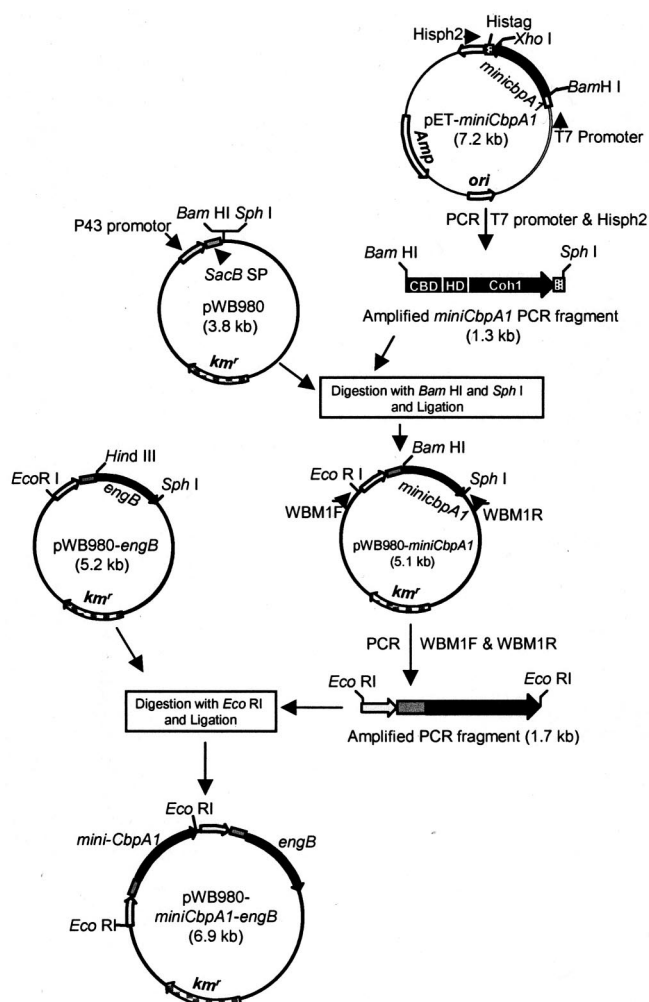 Hisph2
Histag
Xho I
minicbpA1
BamH I
pET-miniCbpA1
(7.2 kb)
T7 Promoter
Amp
ori
PCR
T7 promoter & Hisph2
Bam HI
Sph I
CBD
HD
Coh1
Amplified miniCbpA1 PCR fragment
(1.3 kb)
P43 promotor
Bam HI
Sph I
SacB SP
pWB980
(3.8 kb)
kmr
Digestion with Bam HI and Sph I
and Ligation
Bam HI
Eco R I
Sph I
minicbpA1
WBM1F
WBM1R
pWB980-miniCbpA1
(5.1 kb)
kmr
EcoR I
Hind III
engB
Sph I
pWB980-engB
(5.2 kb)
kmr
PCR
WBM1F & WBM1R
Eco RI
Eco RI
Amplified PCR fragment (1.7 kb)
Digestion with Eco RI
and Ligation
Eco RI
mini-CbpA1
engB
pWB980-
miniCbpA1-engB
(6.9 kb)
Eco RI
kmr